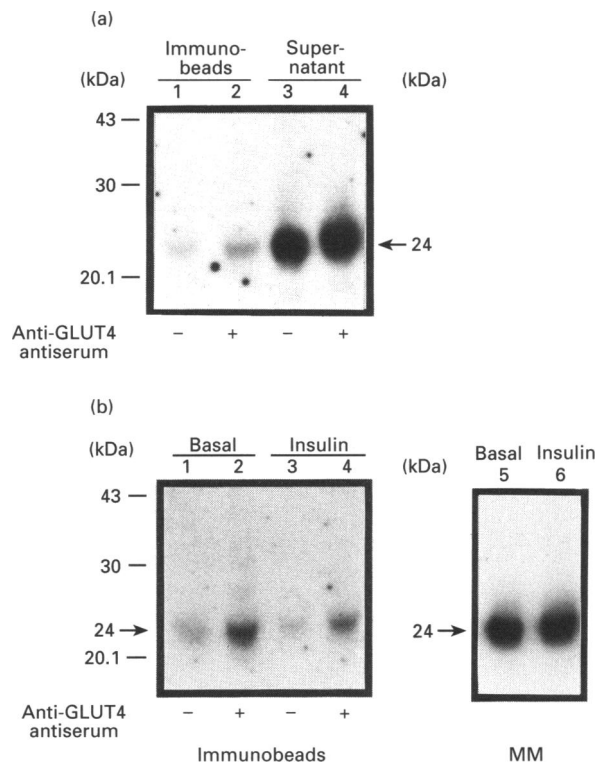 (a)
Immuno-
beads
Super-
natant
(kDa) 1 2 3 4 (kDa)
43
30
24
20.1
Anti-GLUT4
antiserum
− + − +
(b)
(kDa) Basal Insulin (kDa) Basal Insulin
1 2 3 4 5 6
43
30
24 24
20.1
Anti-GLUT4
antiserum
− + − +
Immunobeads MM